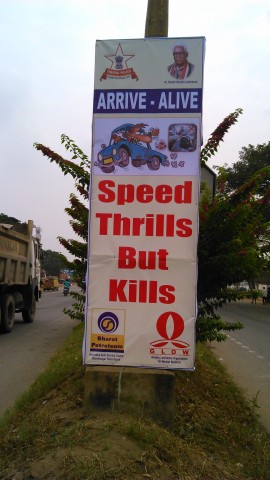 ARRIVE - ALIVE
Speed
Thrills
But
Kills
Bharat
Petroleum
GLOW